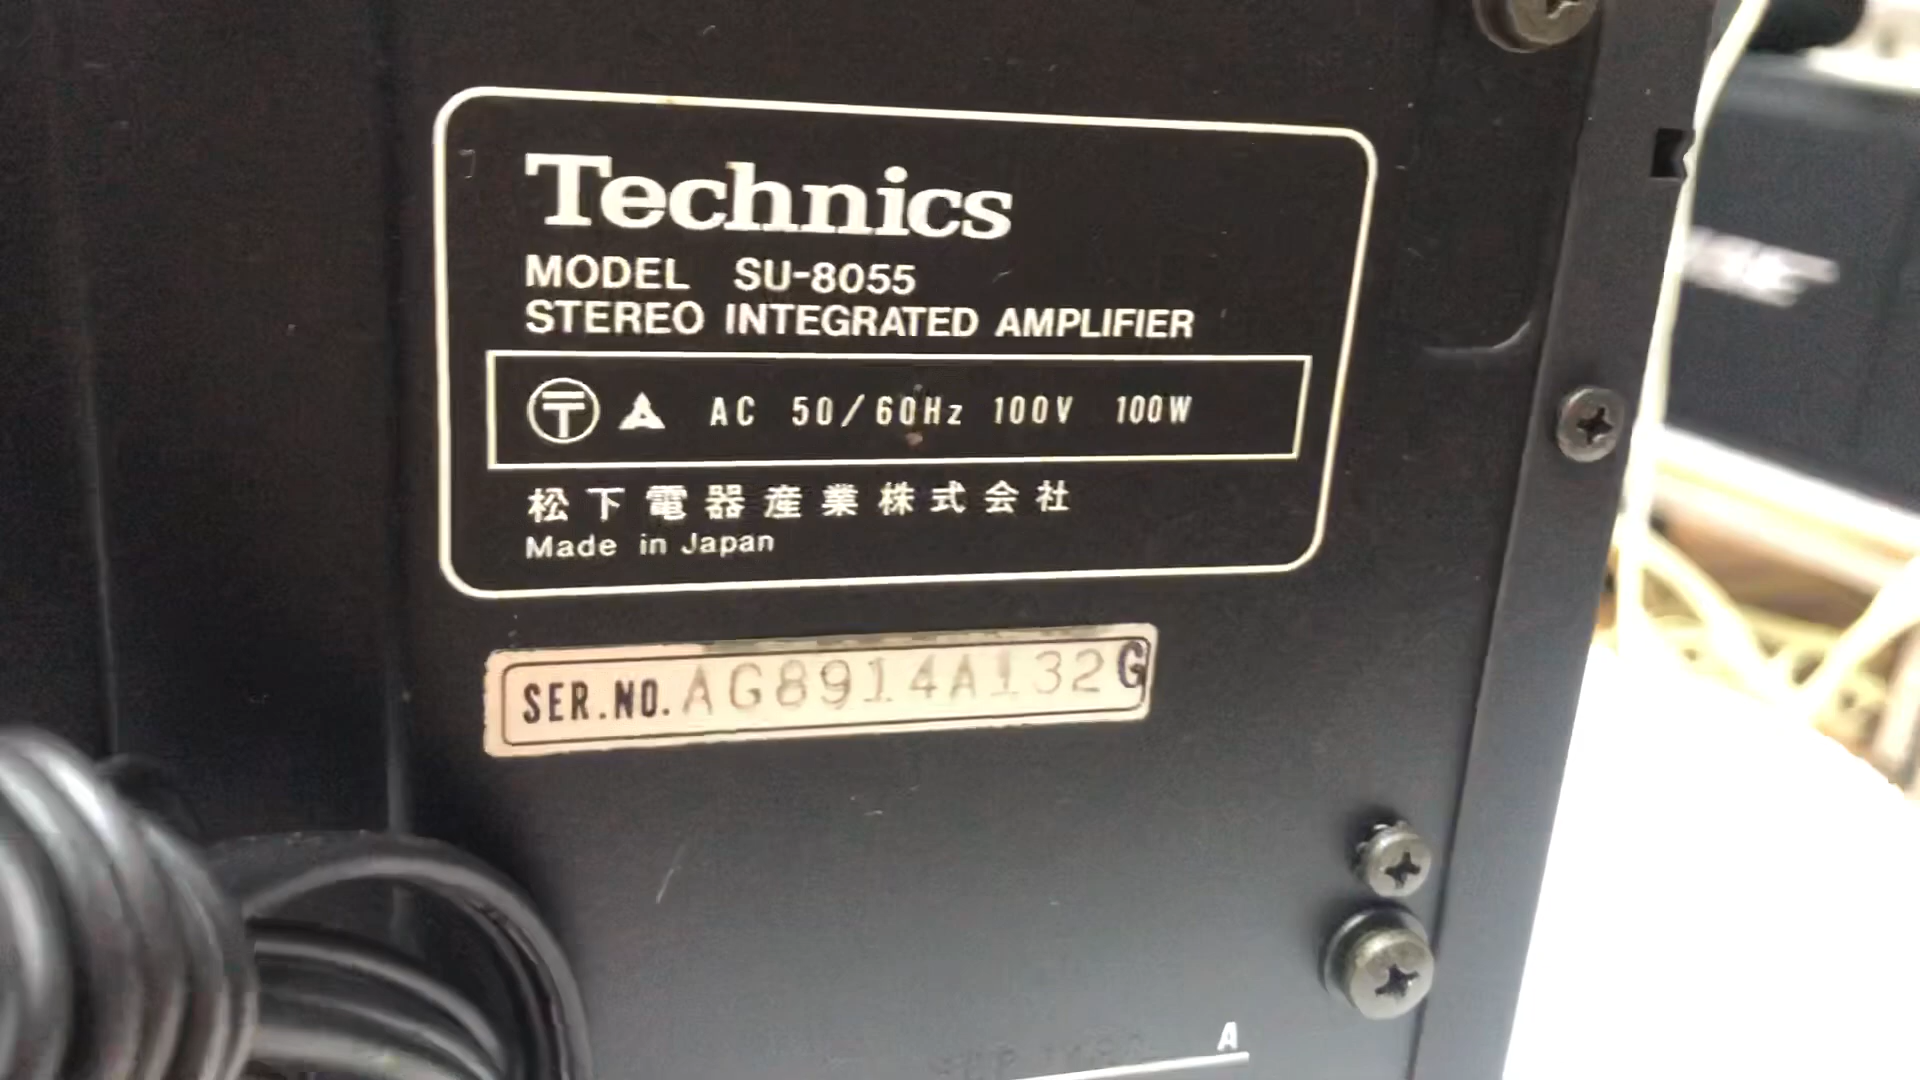 Technics
MODEL SU-8055
STEREO INTEGRATED AMPLIFIER
〒 AC 50/60Hz 100V 100W
松下電器産業株式会社
Made in Japan
SER.NO. AG8914A132G
A